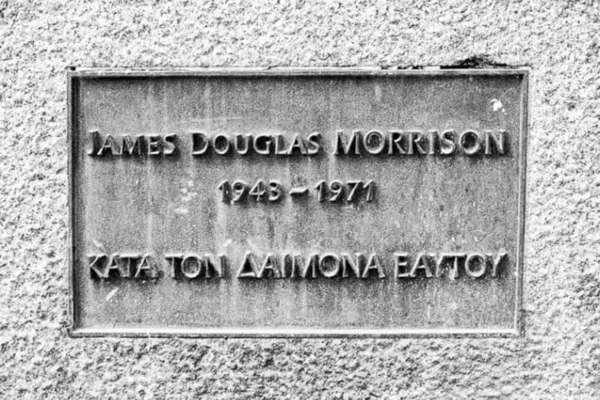 JAMES DOUGLAS MORRISON
1943 – 1971
ΚΑΤΑ ΤΟΝ ΔΑΙΜΟΝΑ ΕΑΥΤΟΥ